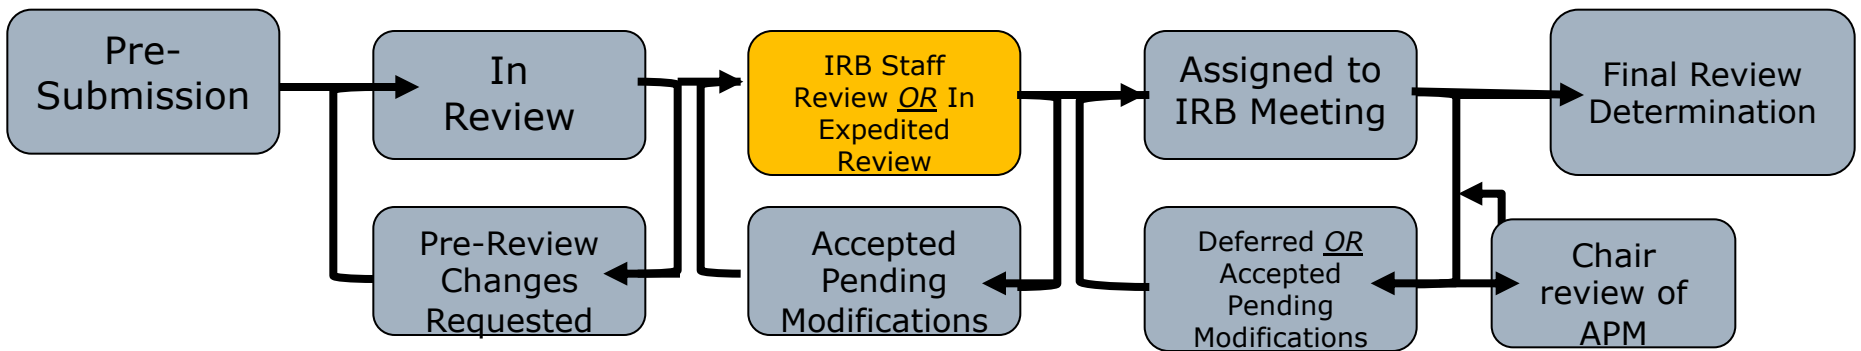 Pre-
Submission
In
Review
IRB Staff
Review OR In
Expedited
Review
Assigned to
IRB Meeting
Final Review
Determination
Pre-Review
Changes
Requested
Accepted
Pending
Modifications
Deferred OR
Accepted
Pending
Modifications
Chair
review of
APM